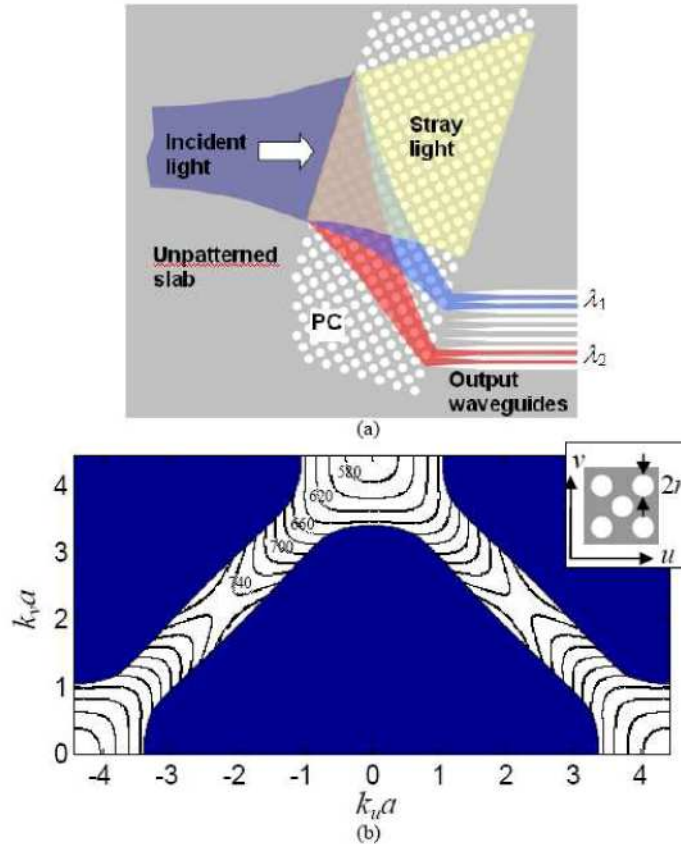 Incident
light
Stray
light
Unpatterned
slab
PC
λ1
λ2
Output
waveguides
(a)
4
3
2
1
0
kva
580
620
660
700
740
v
2r
u
-4 -3 -2 -1 0 1 2 3 4
kua
(b)